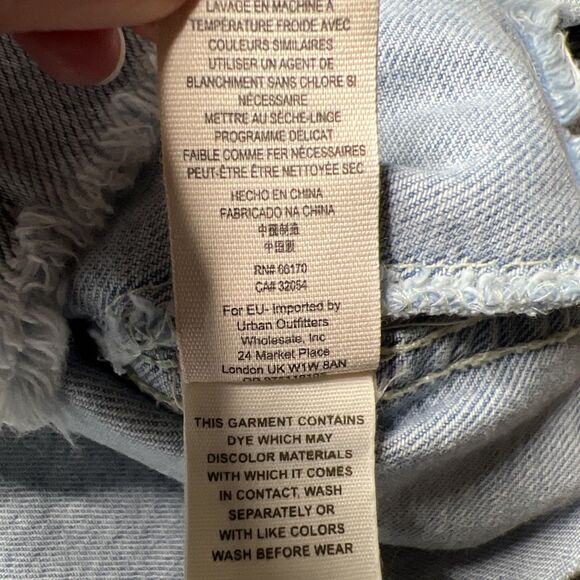 LAVAGE EN MACHINE À
TEMPÉRATURE FROIDE AVEC
COULEURS SIMILAIRES
UTILISER UN AGENT DE
BLANCHIMENT SANS CHLORE SI
NÉCESSAIRE
METTRE AU SÈCHE-LINGE
PROGRAMME DÉLICAT
FAIBLE COMME FER NÉCESSAIRES
PEUT-ÊTRE ÊTRE NETTOYÉE SEC
HECHO EN CHINA
FABRICADO NA CHINA
中國制造
中国製
RN# 66170
CA# 32054
For EU- Imported by
Urban Outfitters
Wholesale, Inc
24 Market Place
London UK W1W 8AN
THIS GARMENT CONTAINS
DYE WHICH MAY
DISCOLOR MATERIALS
WITH WHICH IT COMES
IN CONTACT. WASH
SEPARATELY OR
WITH LIKE COLORS
WASH BEFORE WEAR